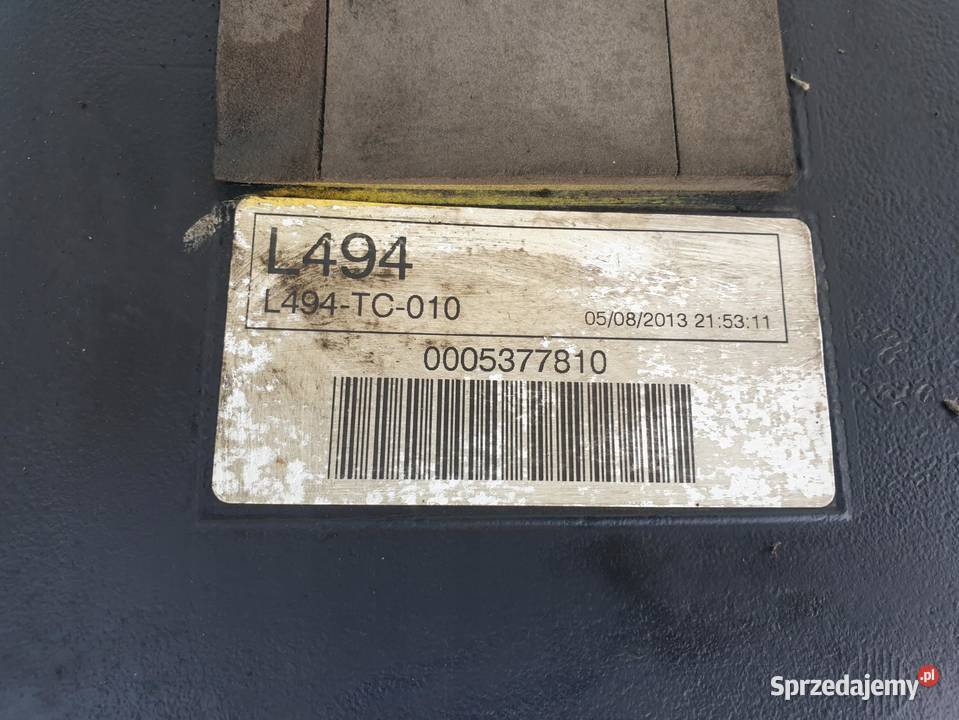 L494
L494-TC-010
05/08/2013 21:53:11
0005377810
Sprzedajemy.pl